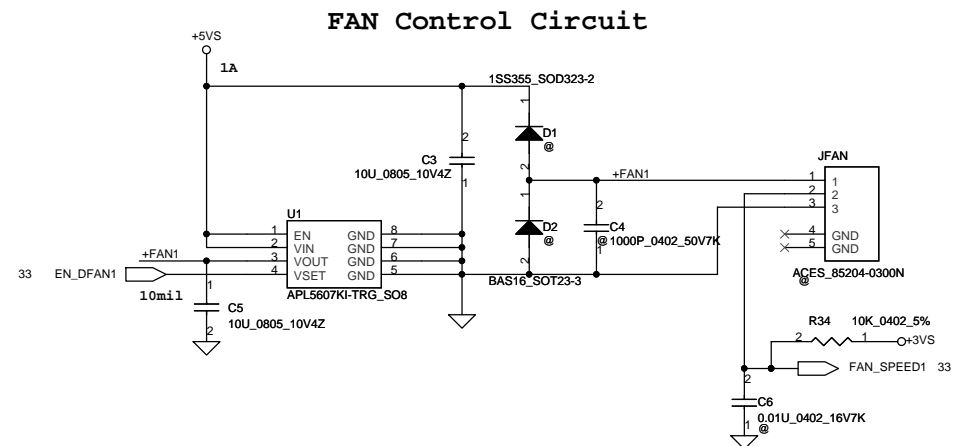 FAN Control Circuit
+5VS
1A
1SS355_SOD323-2
1
2
D1
@
C3
10U_0805_10V4Z
2
1
JFAN
+FAN1
1 1
2 2
3 3
4 GND
5 GND
ACES_85204-0300N
@
1
2
D2
@
BAS16_SOT23-3
2
C4
@ 1000P_0402_50V7K
1
U1
1 EN GND 8
2 VIN GND 7
3 VOUT GND 6
4 VSET GND 5
APL5607KI-TRG_SO8
+FAN1
33 EN_DFAN1
10mil
1
C5
10U_0805_10V4Z
2
R34 10K_0402_5%
2 1 +3VS
FAN_SPEED1 33
2
C6
0.01U_0402_16V7K
1 @